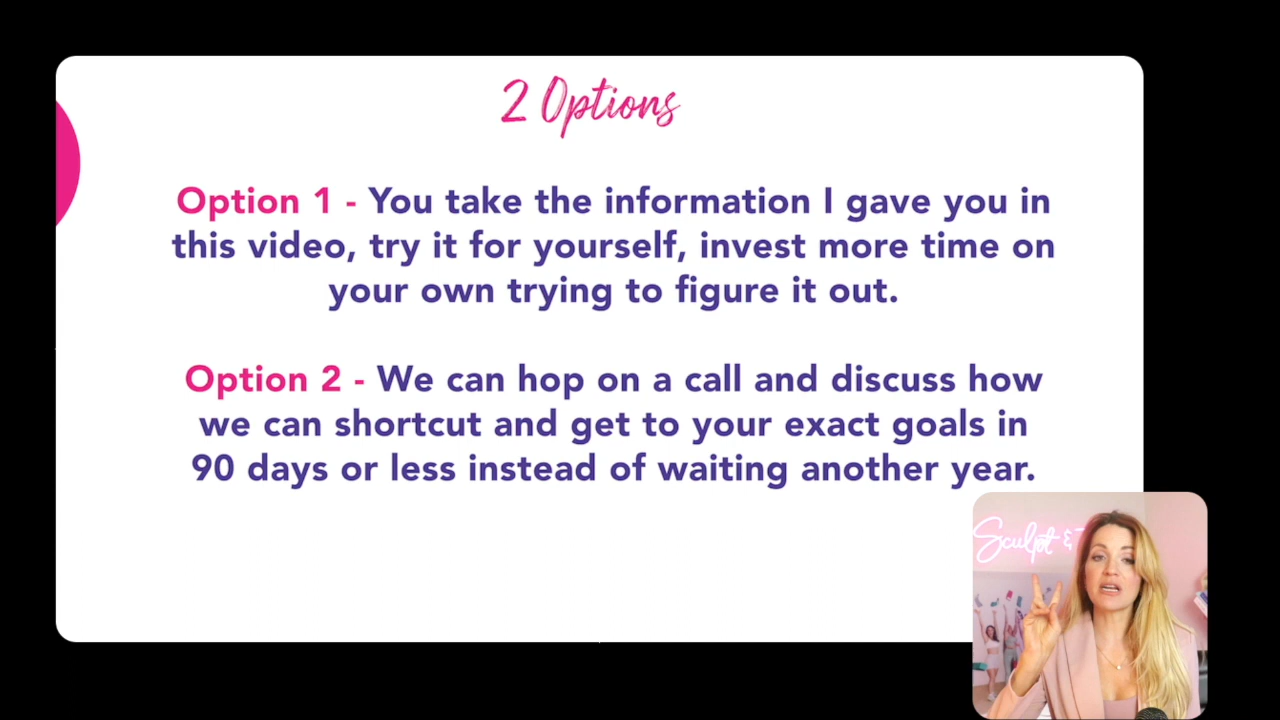 2 Options
Option 1 - You take the information I gave you in
this video, try it for yourself, invest more time on
your own trying to figure it out.
Option 2 - We can hop on a call and discuss how
we can shortcut and get to your exact goals in
90 days or less instead of waiting another year.
Sculpt &